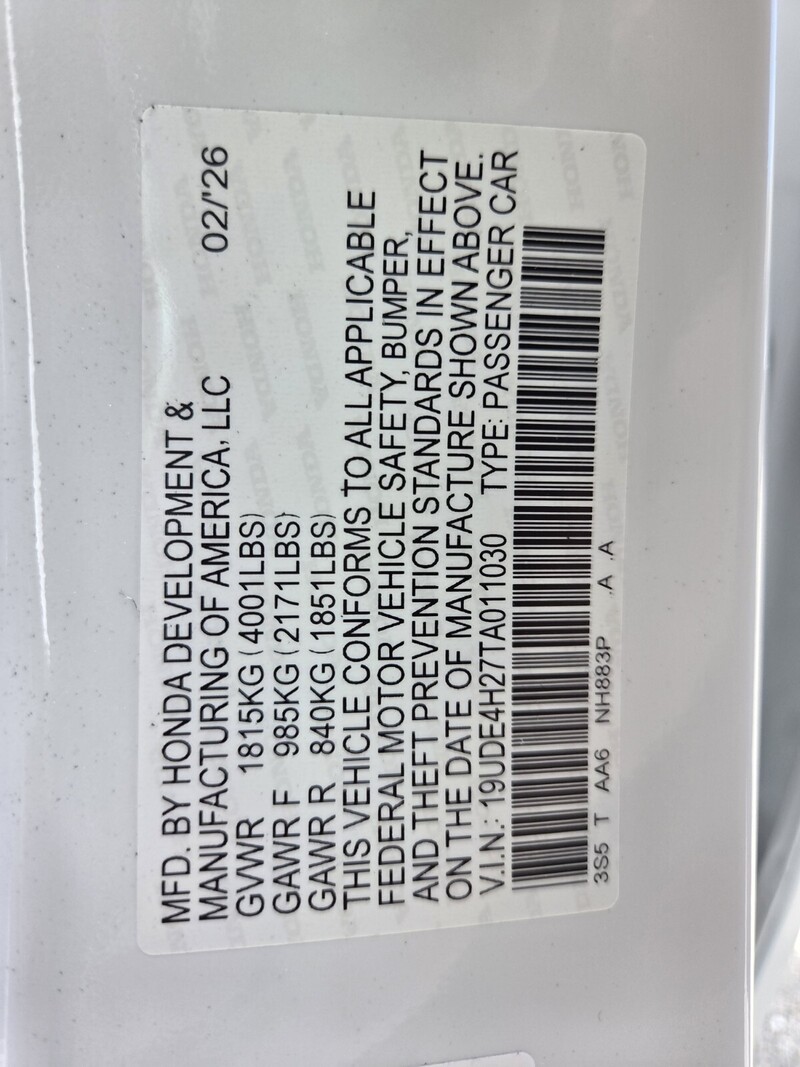 MFD. BY HONDA DEVELOPMENT &
MANUFACTURING OF AMERICA, LLC 02/'26
GVWR 1815KG (4001LBS)
GAWR F 985KG (2171LBS)
GAWR R 840KG (1851LBS)
THIS VEHICLE CONFORMS TO ALL APPLICABLE
FEDERAL MOTOR VEHICLE SAFETY, BUMPER,
AND THEFT PREVENTION STANDARDS IN EFFECT
ON THE DATE OF MANUFACTURE SHOWN ABOVE.
V.I.N.: 19UDE4H27TA011030 TYPE: PASSENGER CAR
3S5 T AA6 NH883P .A .A